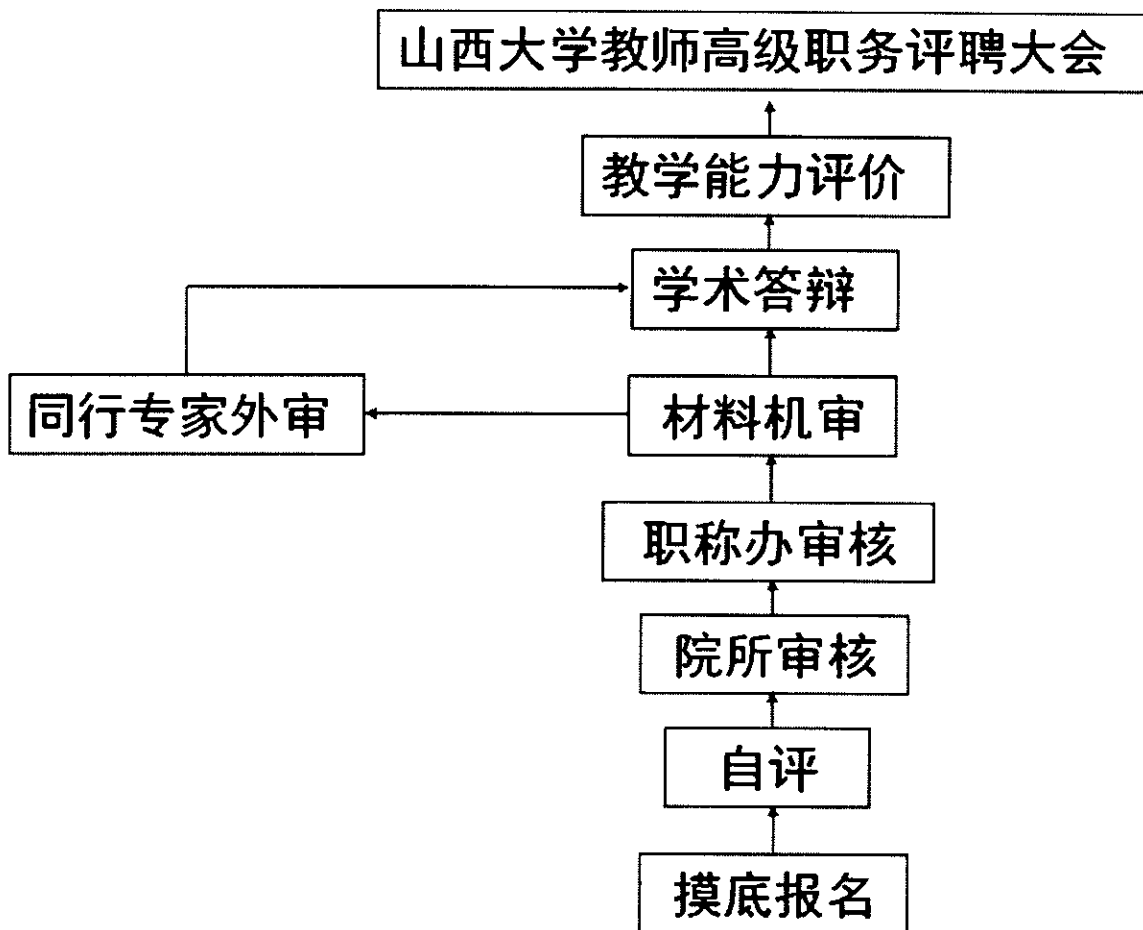 山西大学教师高级职务评聘大会
教学能力评价
学术答辩
同行专家外审
材料机审
职称办审核
院所审核
自评
摸底报名